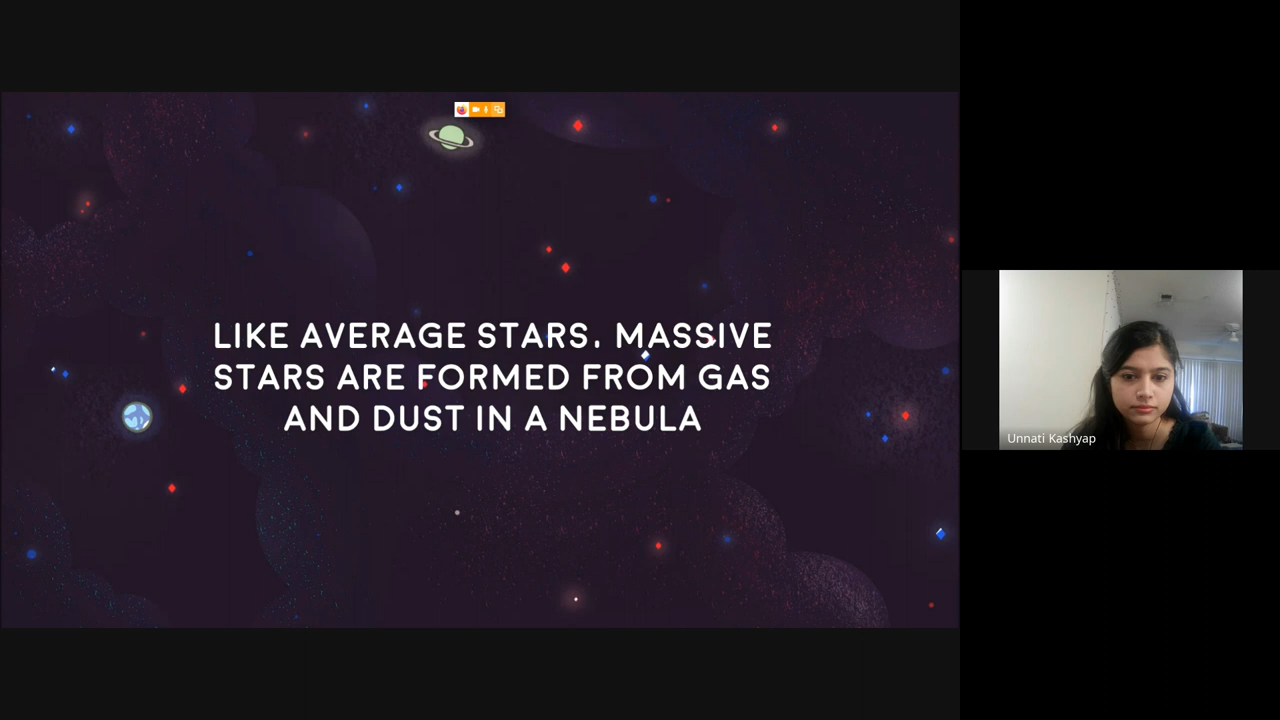 LIKE AVERAGE STARS, MASSIVE
STARS ARE FORMED FROM GAS
AND DUST IN A NEBULA
Unnati Kashyap